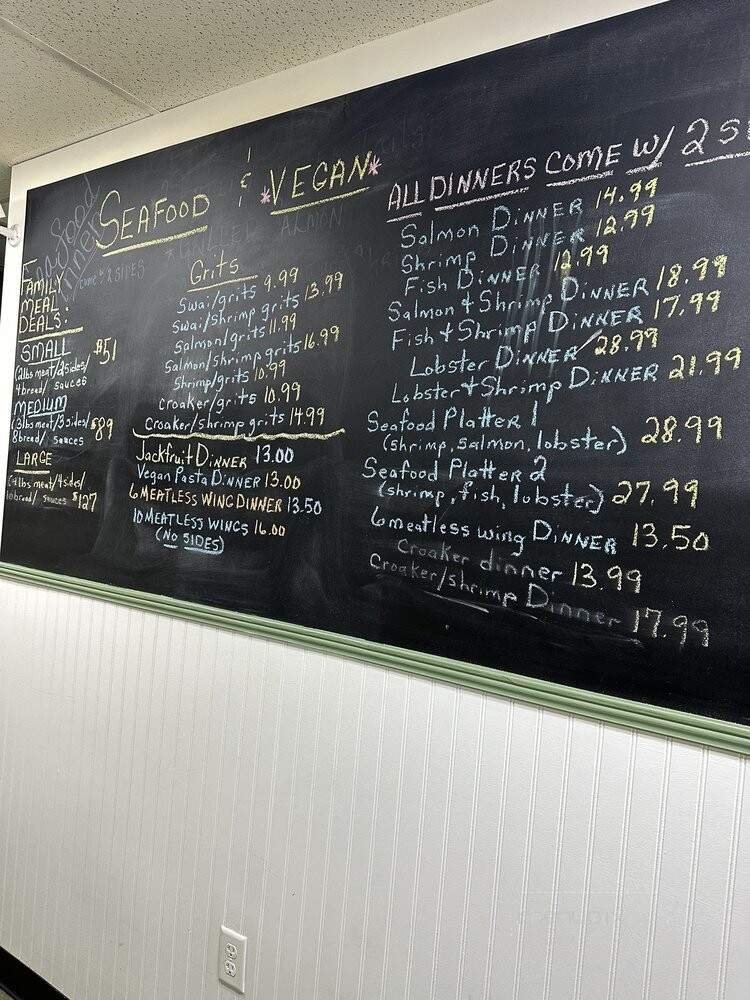 SEAFOOD & *VEGAN*
Seafood
Dinners
come w/ 2 SIDES
FAMILY
MEAL
DEALS:
SMALL $51
(2lbs meat/2sides/
4bread/ sauces
MEDIUM
(3lbs meat/3sides/ $89
8bread/ sauces
LARGE
(4lbs meat/4sides/
bread/ sauces $127
Grits
Swai/grits 9.99
Swai/shrimp grits 13.99
Salmon/grits 11.99
Salmon/shrimp grits 16.99
Shrimp/grits 10.99
croaker/grits 10.99
Croaker/shrimp grits 14.99
Jackfruit DINNER 13.00
Vegan Pasta DINNER 13.00
6 MEATLESS WING DINNER 13.50
10 MEATLESS WINGS 16.00
(NO SIDES)
ALL DINNERS COME W/ 2 SI
Salmon DINNER 14.99
Shrimp DINNER 12.99
Fish DINNER 12.99
Salmon + Shrimp DINNER 18.99
Fish + Shrimp DINNER 17.99
Lobster DINNER 28.99
Lobster + Shrimp DINNER 21.99
Seafood Platter 1
(shrimp, salmon, lobster) 28.99
Seafood Platter 2
(shrimp, fish, lobster) 27.99
6 meatless wing DINNER 13.50
Croaker dinner 13.99
Croaker/shrimp Dinner 17.99